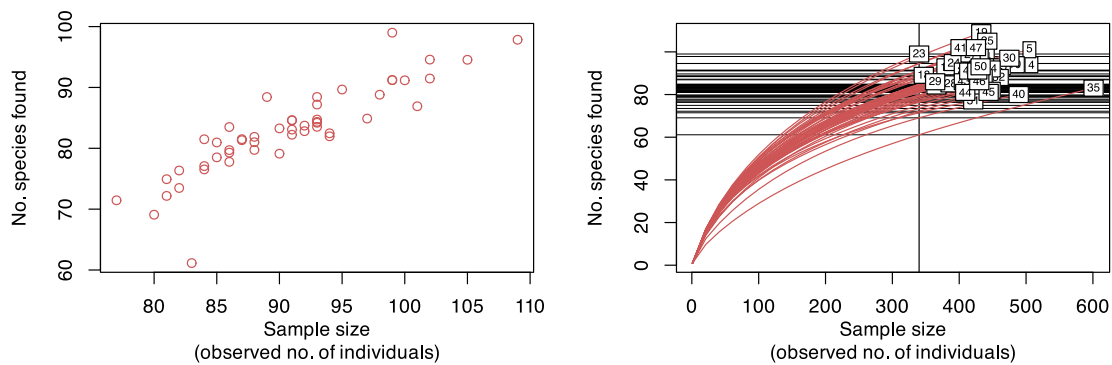 100
90
80
70
60
No. species found
80 85 90 95 100 105 110
Sample size
(observed no. of individuals)
80
60
40
20
0
No. species found
19
5
41 47
23
30
4
50
29
44 45 40 35
0 100 200 300 400 500 600
Sample size
(observed no. of individuals)